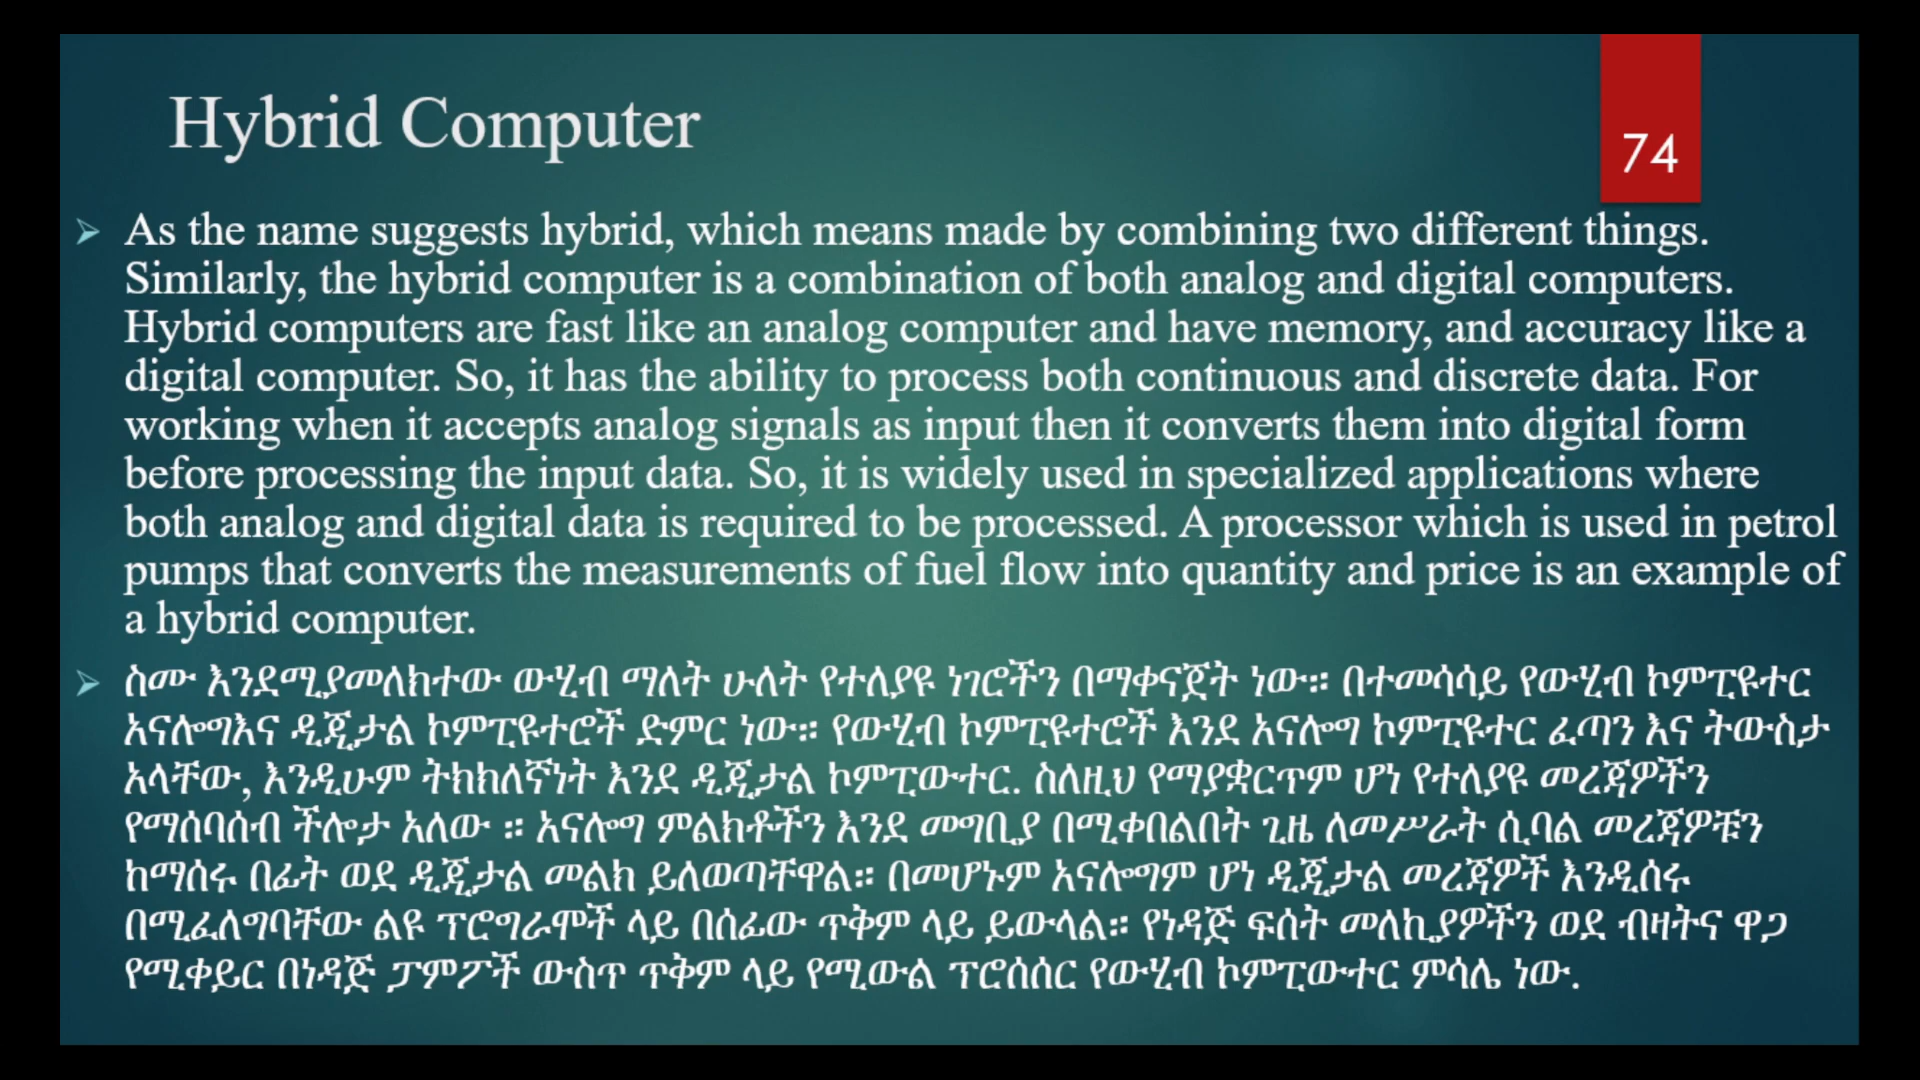 Hybrid Computer
74
As the name suggests hybrid, which means made by combining two different things.
Similarly, the hybrid computer is a combination of both analog and digital computers.
Hybrid computers are fast like an analog computer and have memory, and accuracy like a
digital computer. So, it has the ability to process both continuous and discrete data. For
working when it accepts analog signals as input then it converts them into digital form
before processing the input data. So, it is widely used in specialized applications where
both analog and digital data is required to be processed. A processor which is used in petrol
pumps that converts the measurements of fuel flow into quantity and price is an example of
a hybrid computer.
ስሙ እንደሚያመለክተው ውሂብ ማለት ሁለት የተለያዩ ነገሮችን በማቀናጀት ነው። በተመሳሳይ የውሂብ ኮምፒዩተር
አናሎግእና ዲጂታል ኮምፒዩተሮች ድምር ነው። የውሂብ ኮምፒዩተሮች እንደ አናሎግ ኮምፒዩተር ፈጣን እና ትውስታ
አላቸው, እንዲሁም ትክክለኛነት እንደ ዲጂታል ኮምፒውተር. ስለዚህ የማያቋርጥም ሆነ የተለያዩ መረጃዎችን
የማሰባሰብ ችሎታ አለው ። አናሎግ ምልክቶችን እንደ መግቢያ በሚቀበልበት ጊዜ ለመሥራት ሲባል መረጃዎቹን
ከማሰሩ በፊት ወደ ዲጂታል መልክ ይለወጣቸዋል። በመሆኑም አናሎግም ሆነ ዲጂታል መረጃዎች እንዲሰሩ
በሚፈለግባቸው ልዩ ፕሮግራሞች ላይ በሰፊው ጥቅም ላይ ይውላል። የነዳጅ ፍሰት መለኪያዎችን ወደ ብዛትና ዋጋ
የሚቀይር በነዳጅ ፓምፖች ውስጥ ጥቅም ላይ የሚውል ፕሮሰሰር የውሂብ ኮምፒውተር ምሳሌ ነው.